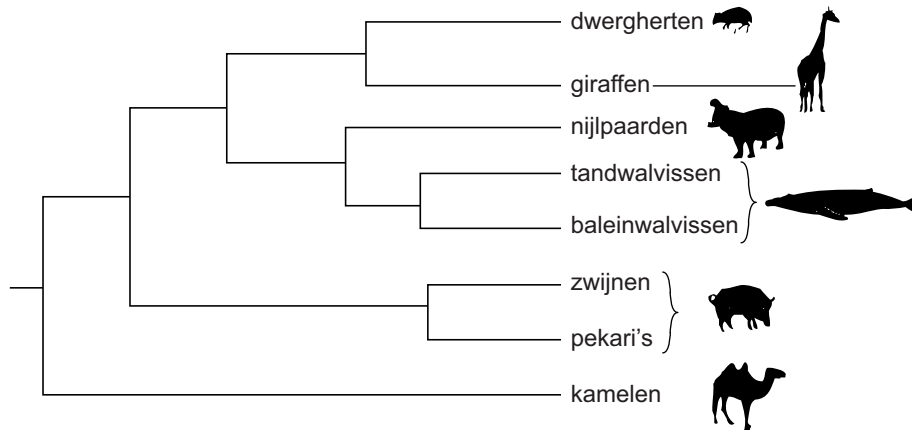 dwergherten
giraffen
nijlpaarden
tandwalvissen
baleinwalvissen
zwijnen
pekari's
kamelen